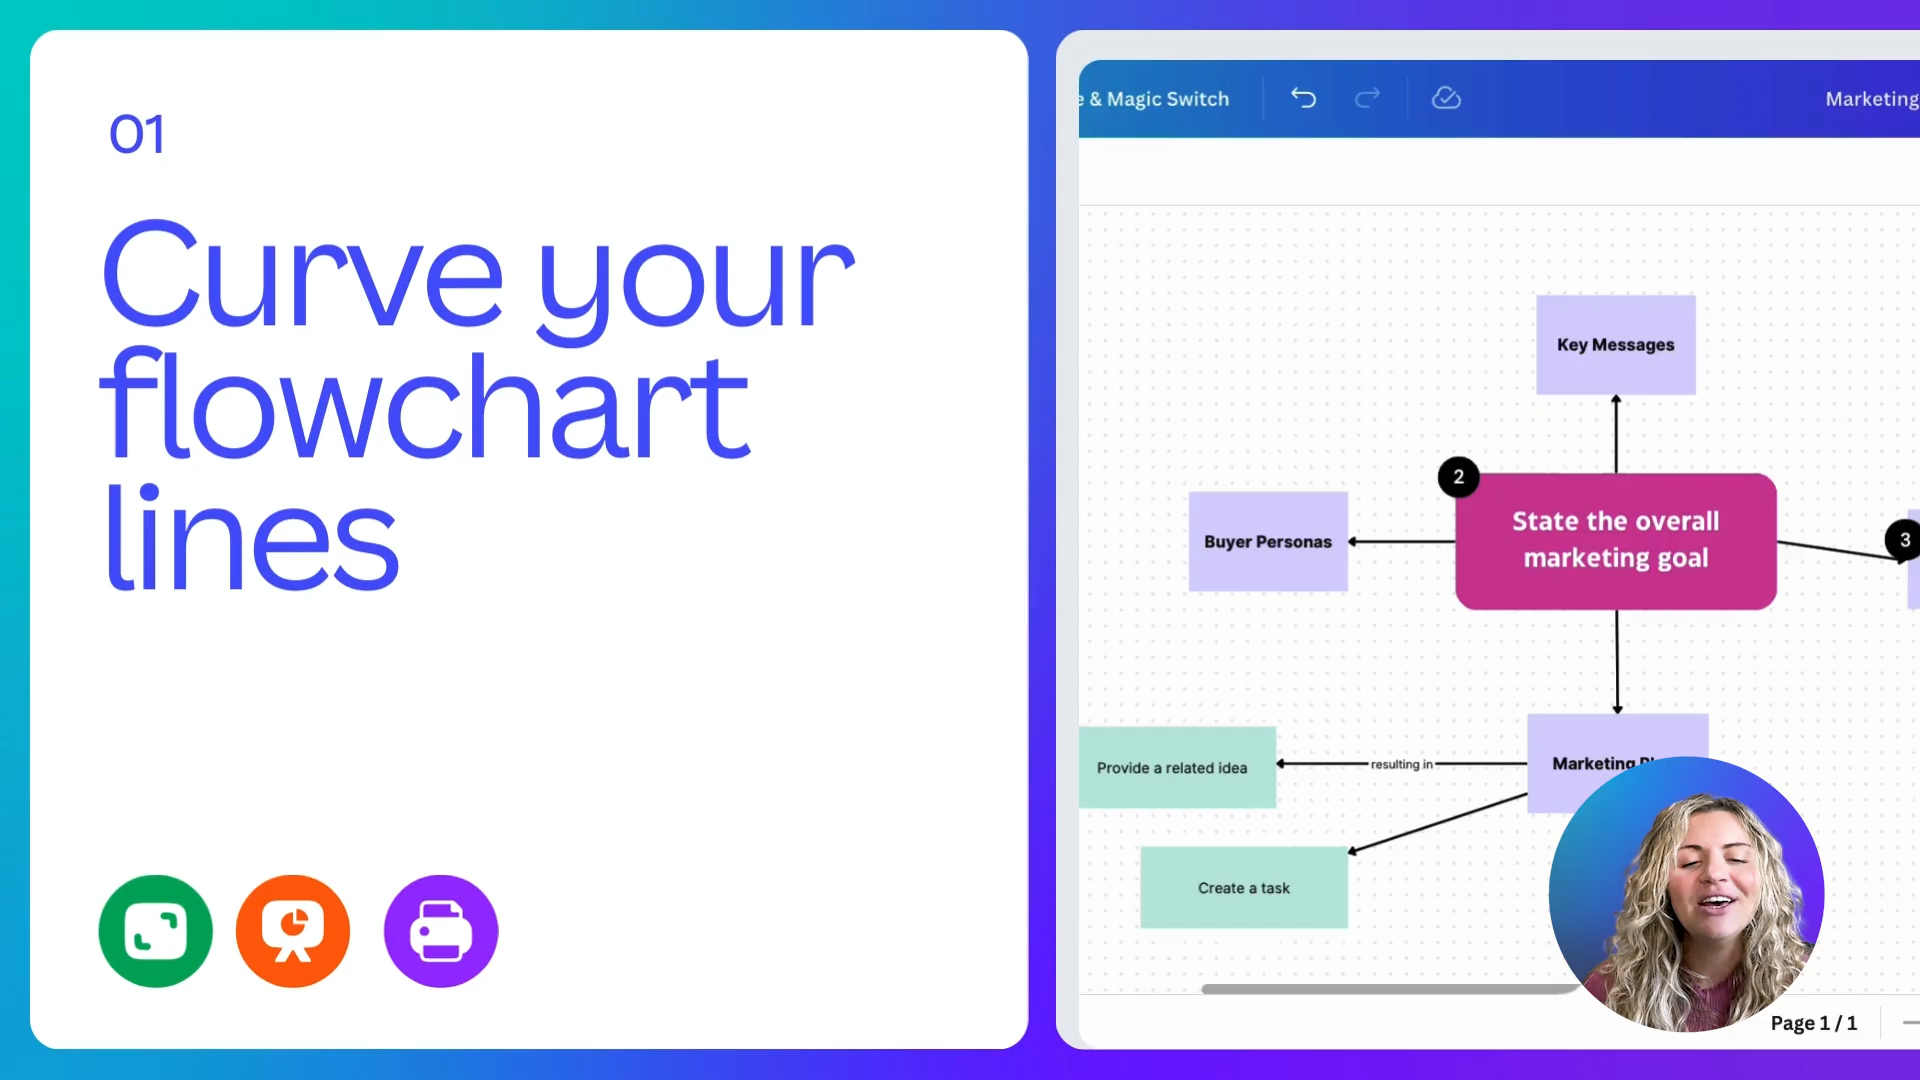 01
Curve your
flowchart
lines
e & Magic Switch
Marketing
Key Messages
2
State the overall
marketing goal
Buyer Personas
3
Provide a related idea
resulting in
Marketing
Create a task
Page 1 / 1